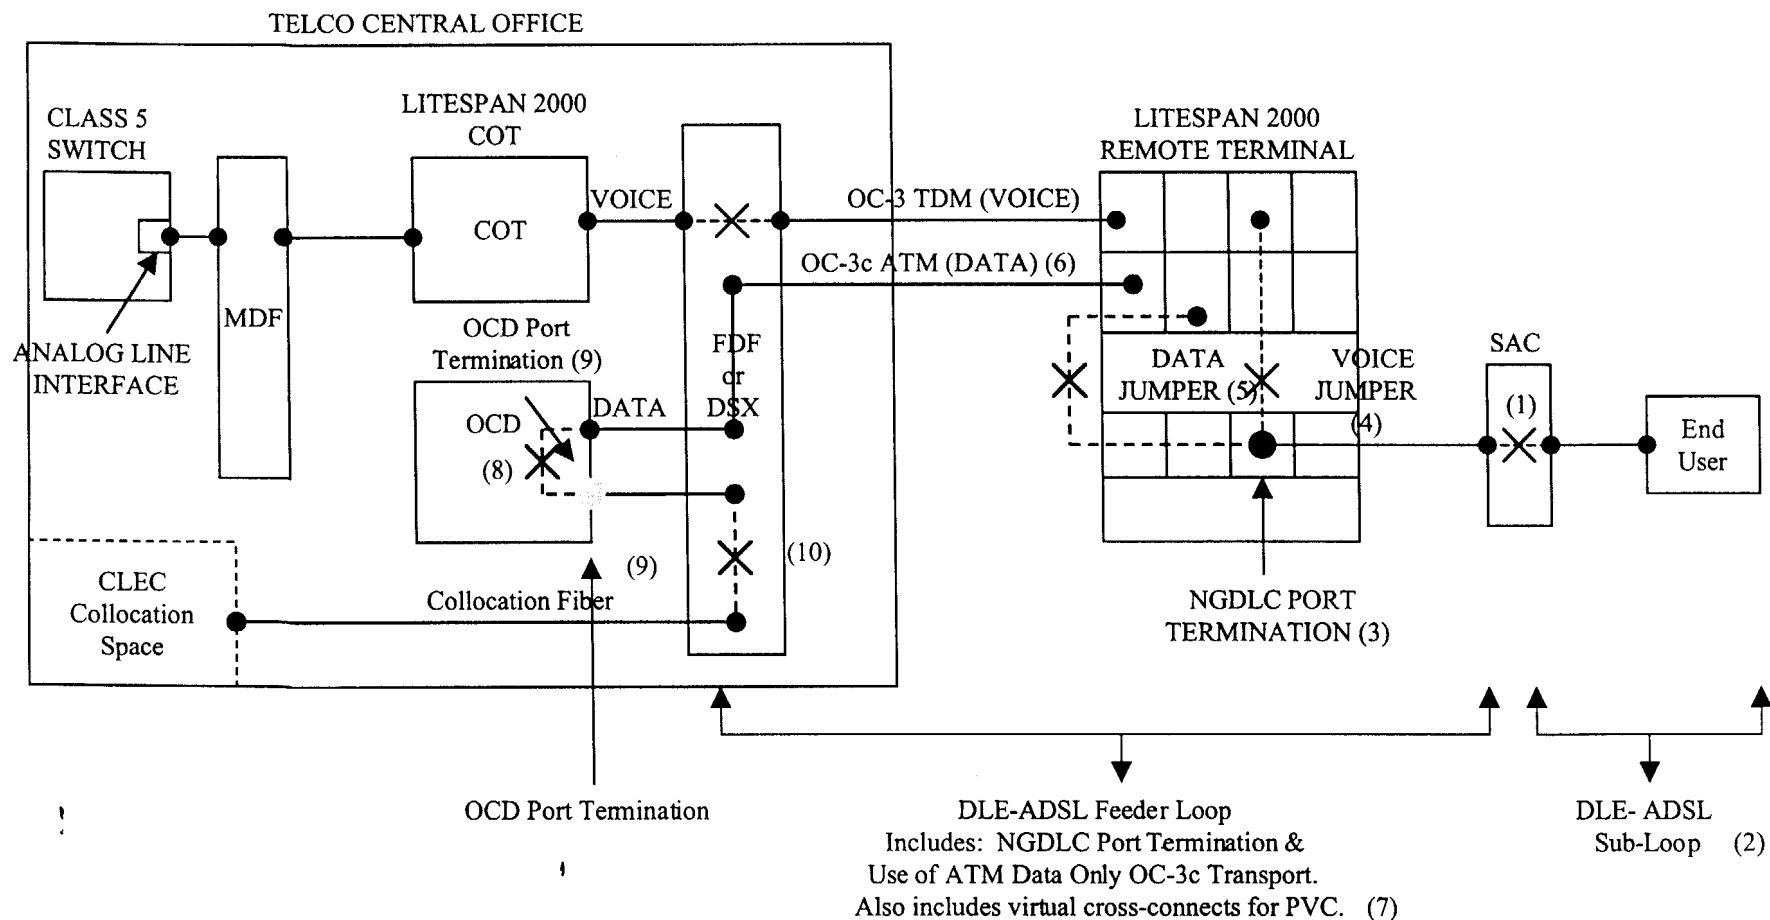 TELCO CENTRAL OFFICE
CLASS 5
SWITCH
LITESPAN 2000
COT
LITESPAN 2000
REMOTE TERMINAL
VOICE
OC-3 TDM (VOICE)
COT
OC-3c ATM (DATA) (6)
MDF
ANALOG LINE
INTERFACE
OCD Port
Termination (9)
FDF
or
DSX
DATA
JUMPER (5)
VOICE
JUMPER
(4)
SAC
(1)
OCD
(8)
DATA
End
User
(9)
(10)
CLEC
Collocation
Space
Collocation Fiber
NGDLC PORT
TERMINATION (3)
OCD Port Termination
DLE-ADSL Feeder Loop
Includes: NGDLC Port Termination &
Use of ATM Data Only OC-3c Transport.
Also includes virtual cross-connects for PVC. (7)
DLE- ADSL
Sub-Loop (2)